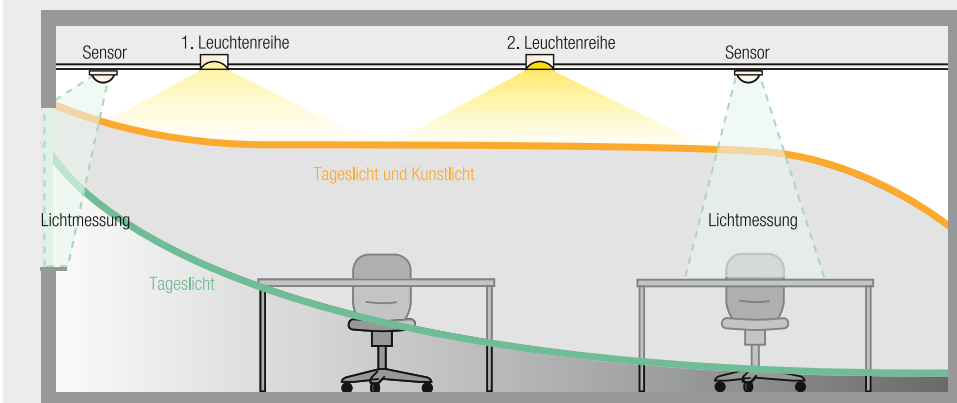 Sensor
1. Leuchtenreihe
2. Leuchtenreihe
Sensor
Tageslicht und Kunstlicht
Lichtmessung
Lichtmessung
Tageslicht